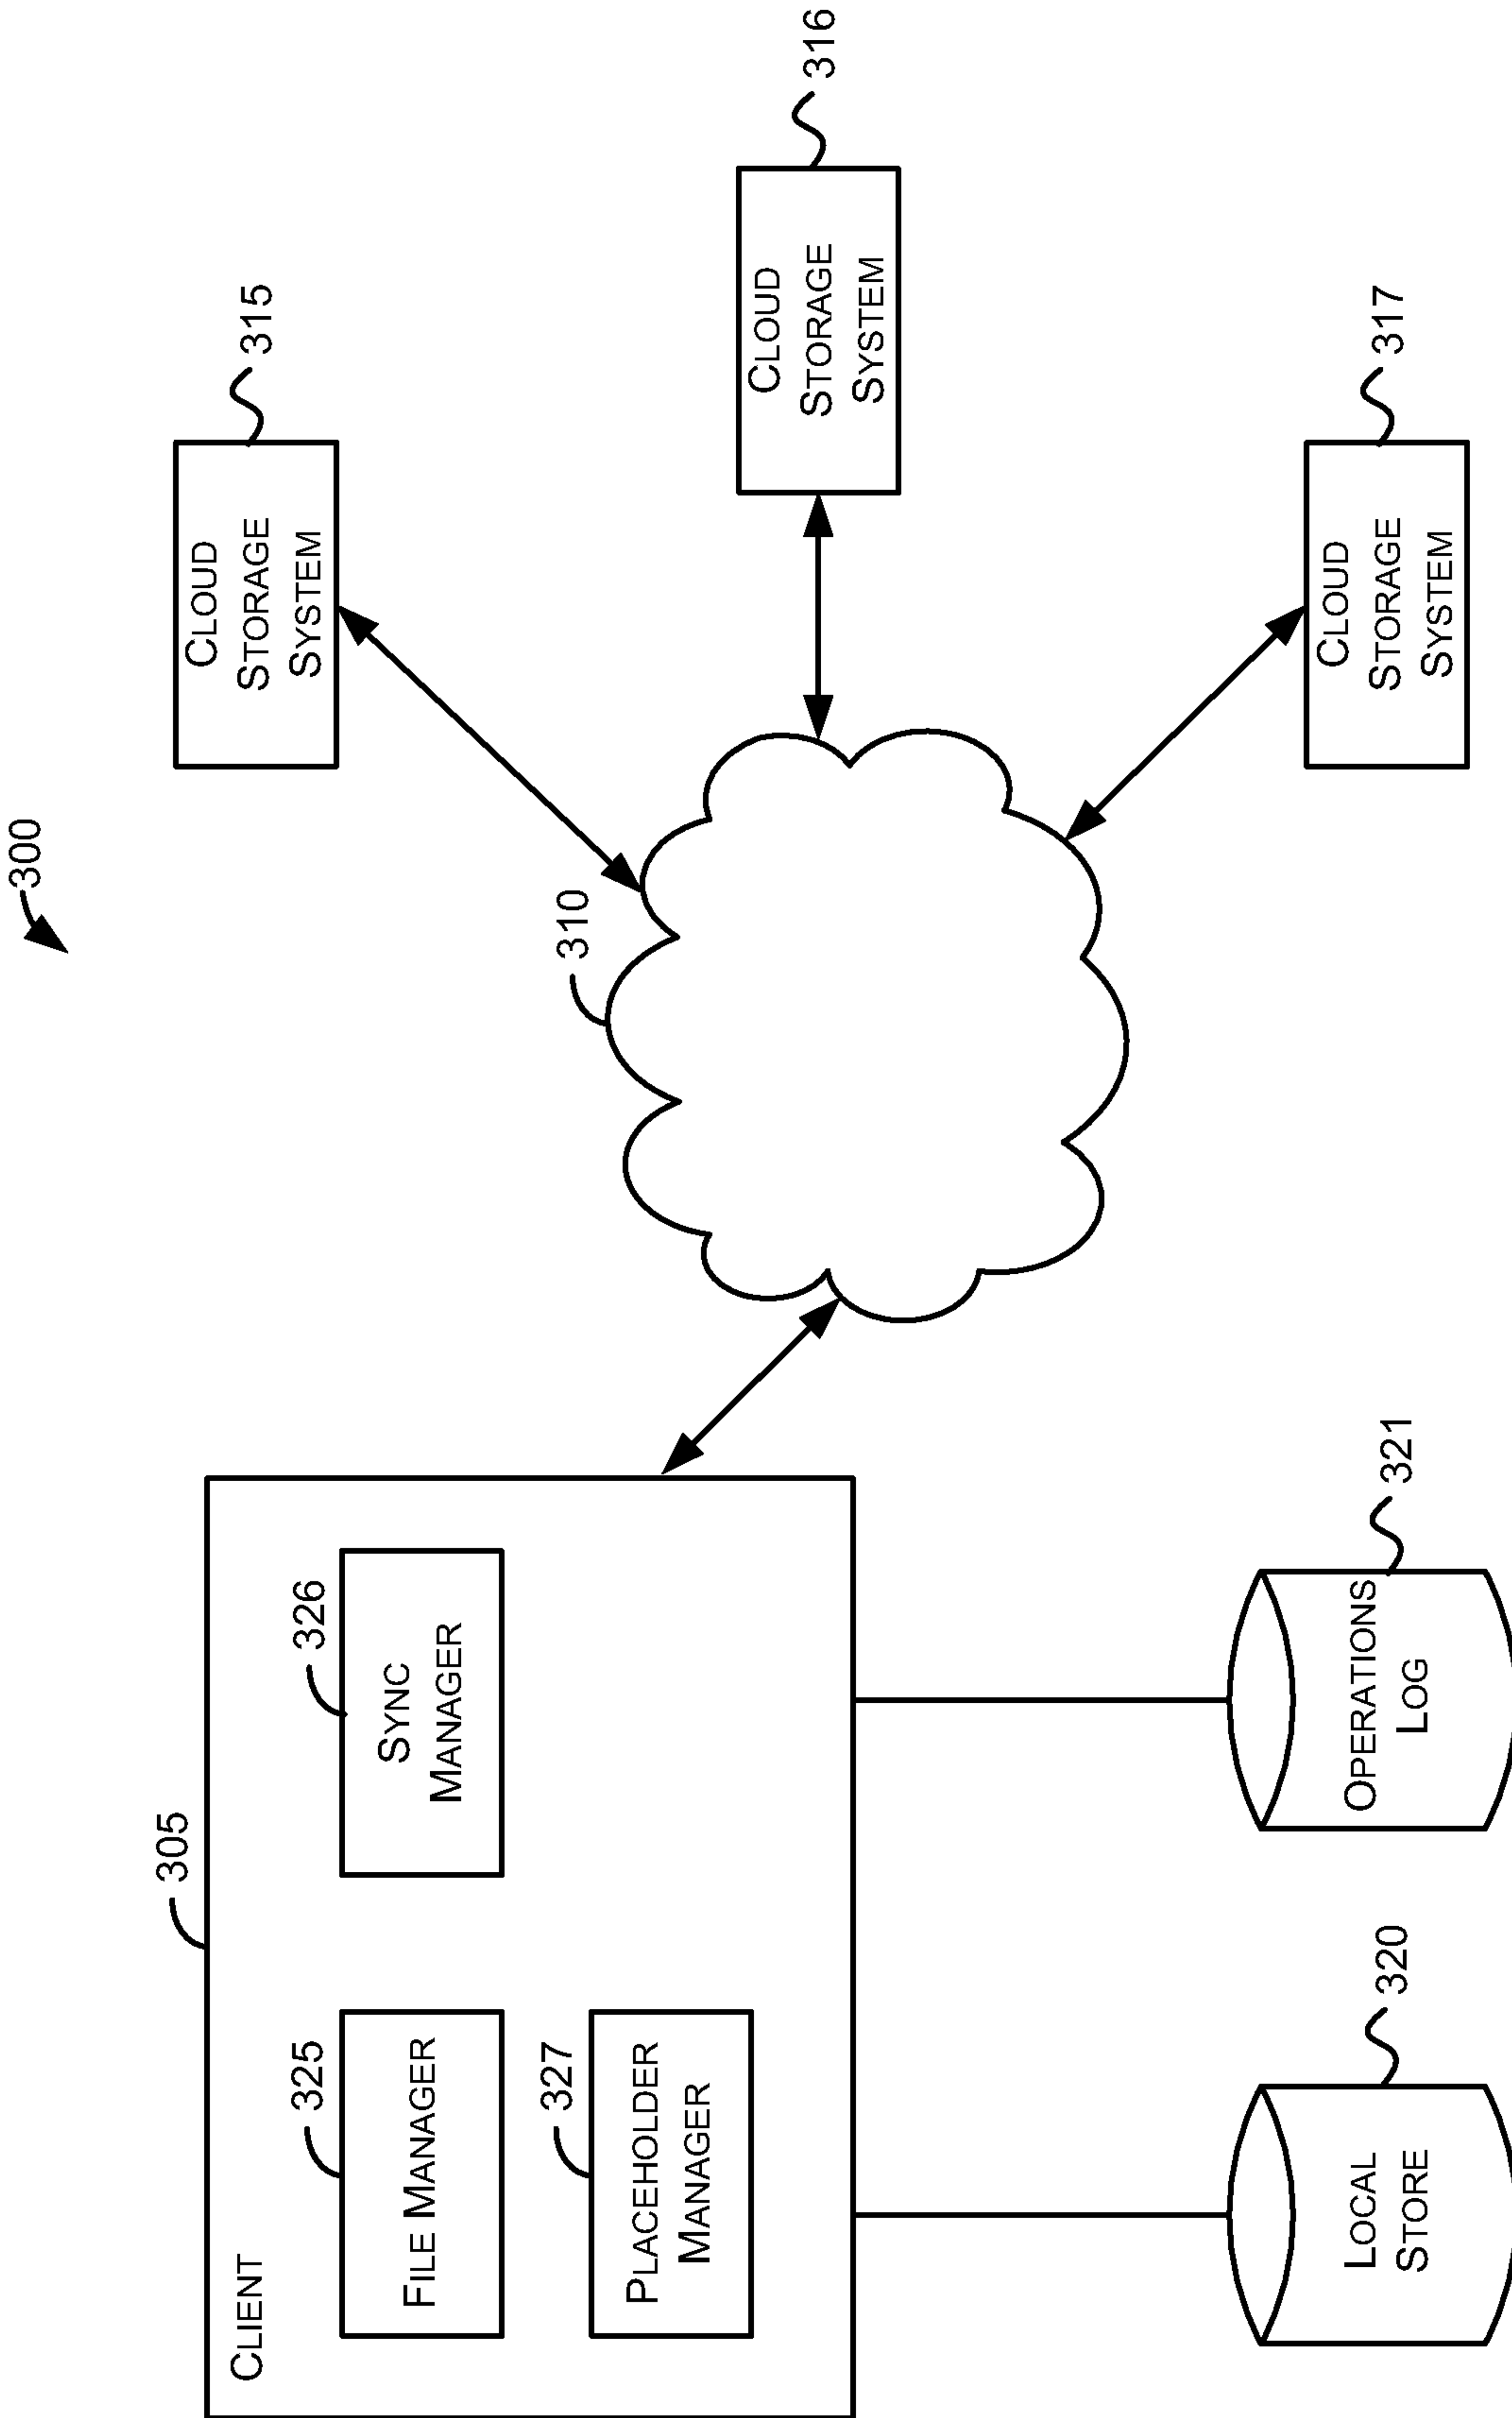 300
CLIENT
305
FILE MANAGER
325
SYNC
MANAGER
326
PLACEHOLDER
MANAGER
327
310
CLOUD
STORAGE
SYSTEM
315
CLOUD
STORAGE
SYSTEM
316
CLOUD
STORAGE
SYSTEM
317
LOCAL
STORE
320
OPERATIONS
LOG
321